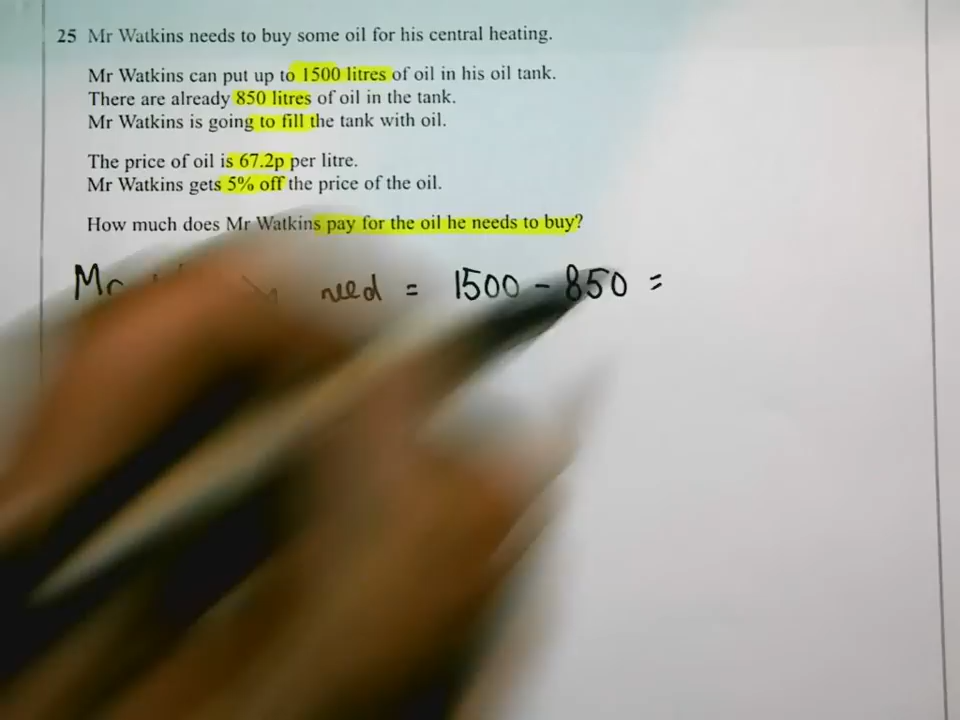 25 Mr Watkins needs to buy some oil for his central heating.
Mr Watkins can put up to 1500 litres of oil in his oil tank.
There are already 850 litres of oil in the tank.
Mr Watkins is going to fill the tank with oil.
The price of oil is 67.2p per litre.
Mr Watkins gets 5% off the price of the oil.
How much does Mr Watkins pay for the oil he needs to buy?
Mr need = 1500 - 850 =